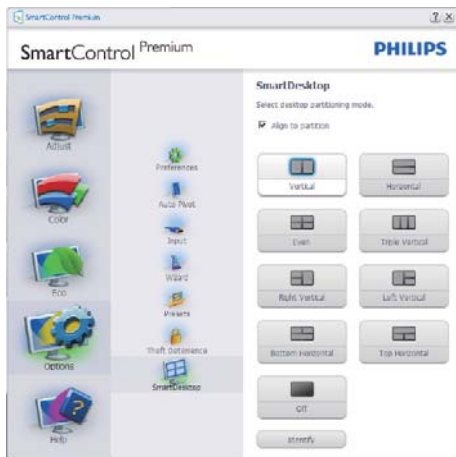 SmartControl Premium
SmartControl Premium
PHILIPS
Adjust
Color
Eco
Options
Help
Preferences
Auto Pivot
Input
Wizard
Presets
Theft Deterrence
SmartDesktop
SmartDesktop
Select desktop partitioning mode.
Align to partition
Vertical
Horizontal
Even
Triple Vertical
Right Vertical
Left Vertical
Bottom Horizontal
Top Horizontal
Off
Identify